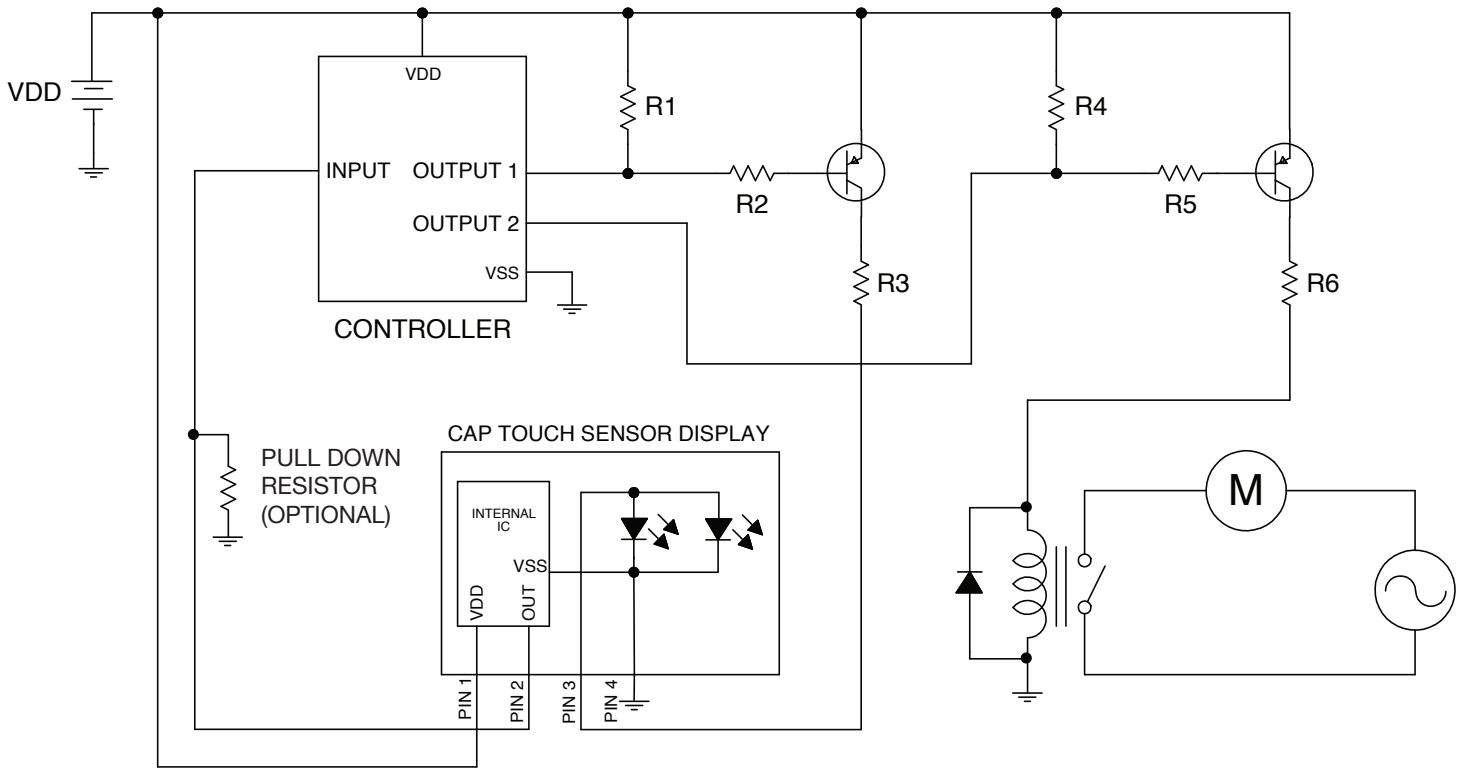 VDD
VDD
R1
R4
INPUT
OUTPUT 1
R2
R5
OUTPUT 2
VSS
R3
R6
CONTROLLER
CAP TOUCH SENSOR DISPLAY
PULL DOWN
RESISTOR
(OPTIONAL)
INTERNAL
IC
VSS
VDD
OUT
M
PIN 1
PIN 2
PIN 3
PIN 4